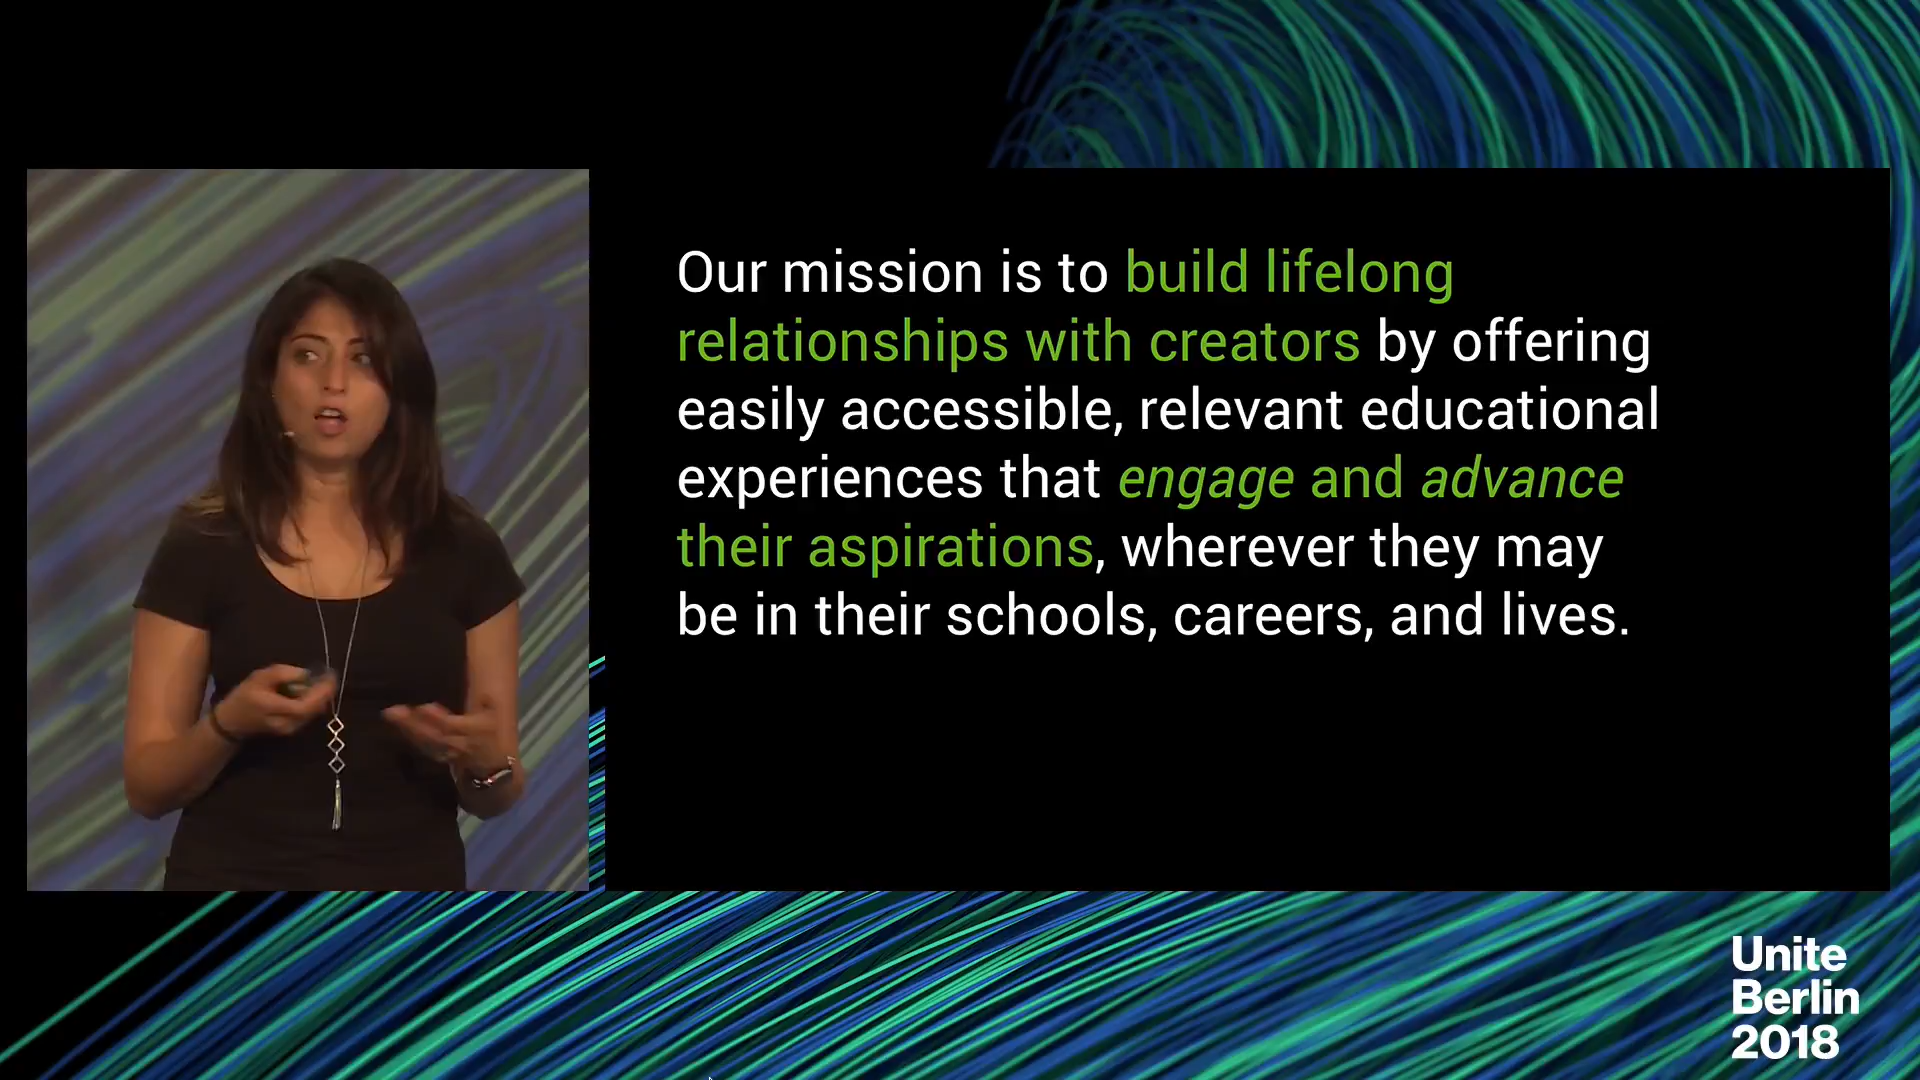 Our mission is to build lifelong
relationships with creators by offering
easily accessible, relevant educational
experiences that engage and advance
their aspirations, wherever they may
be in their schools, careers, and lives.
Unite
Berlin
2018